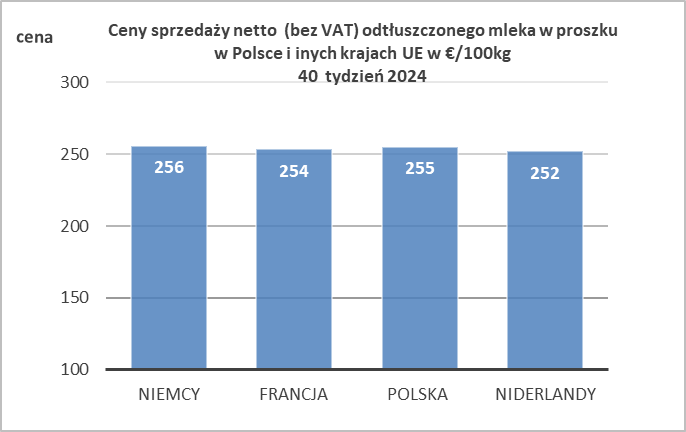 cena
Ceny sprzedaży netto (bez VAT) odtłuszczonego mleka w proszku
w Polsce i inych krajach UE w €/100kg
40 tydzień 2024
300
250
200
150
100
256
254
255
252
NIEMCY
FRANCJA
POLSKA
NIDERLANDY